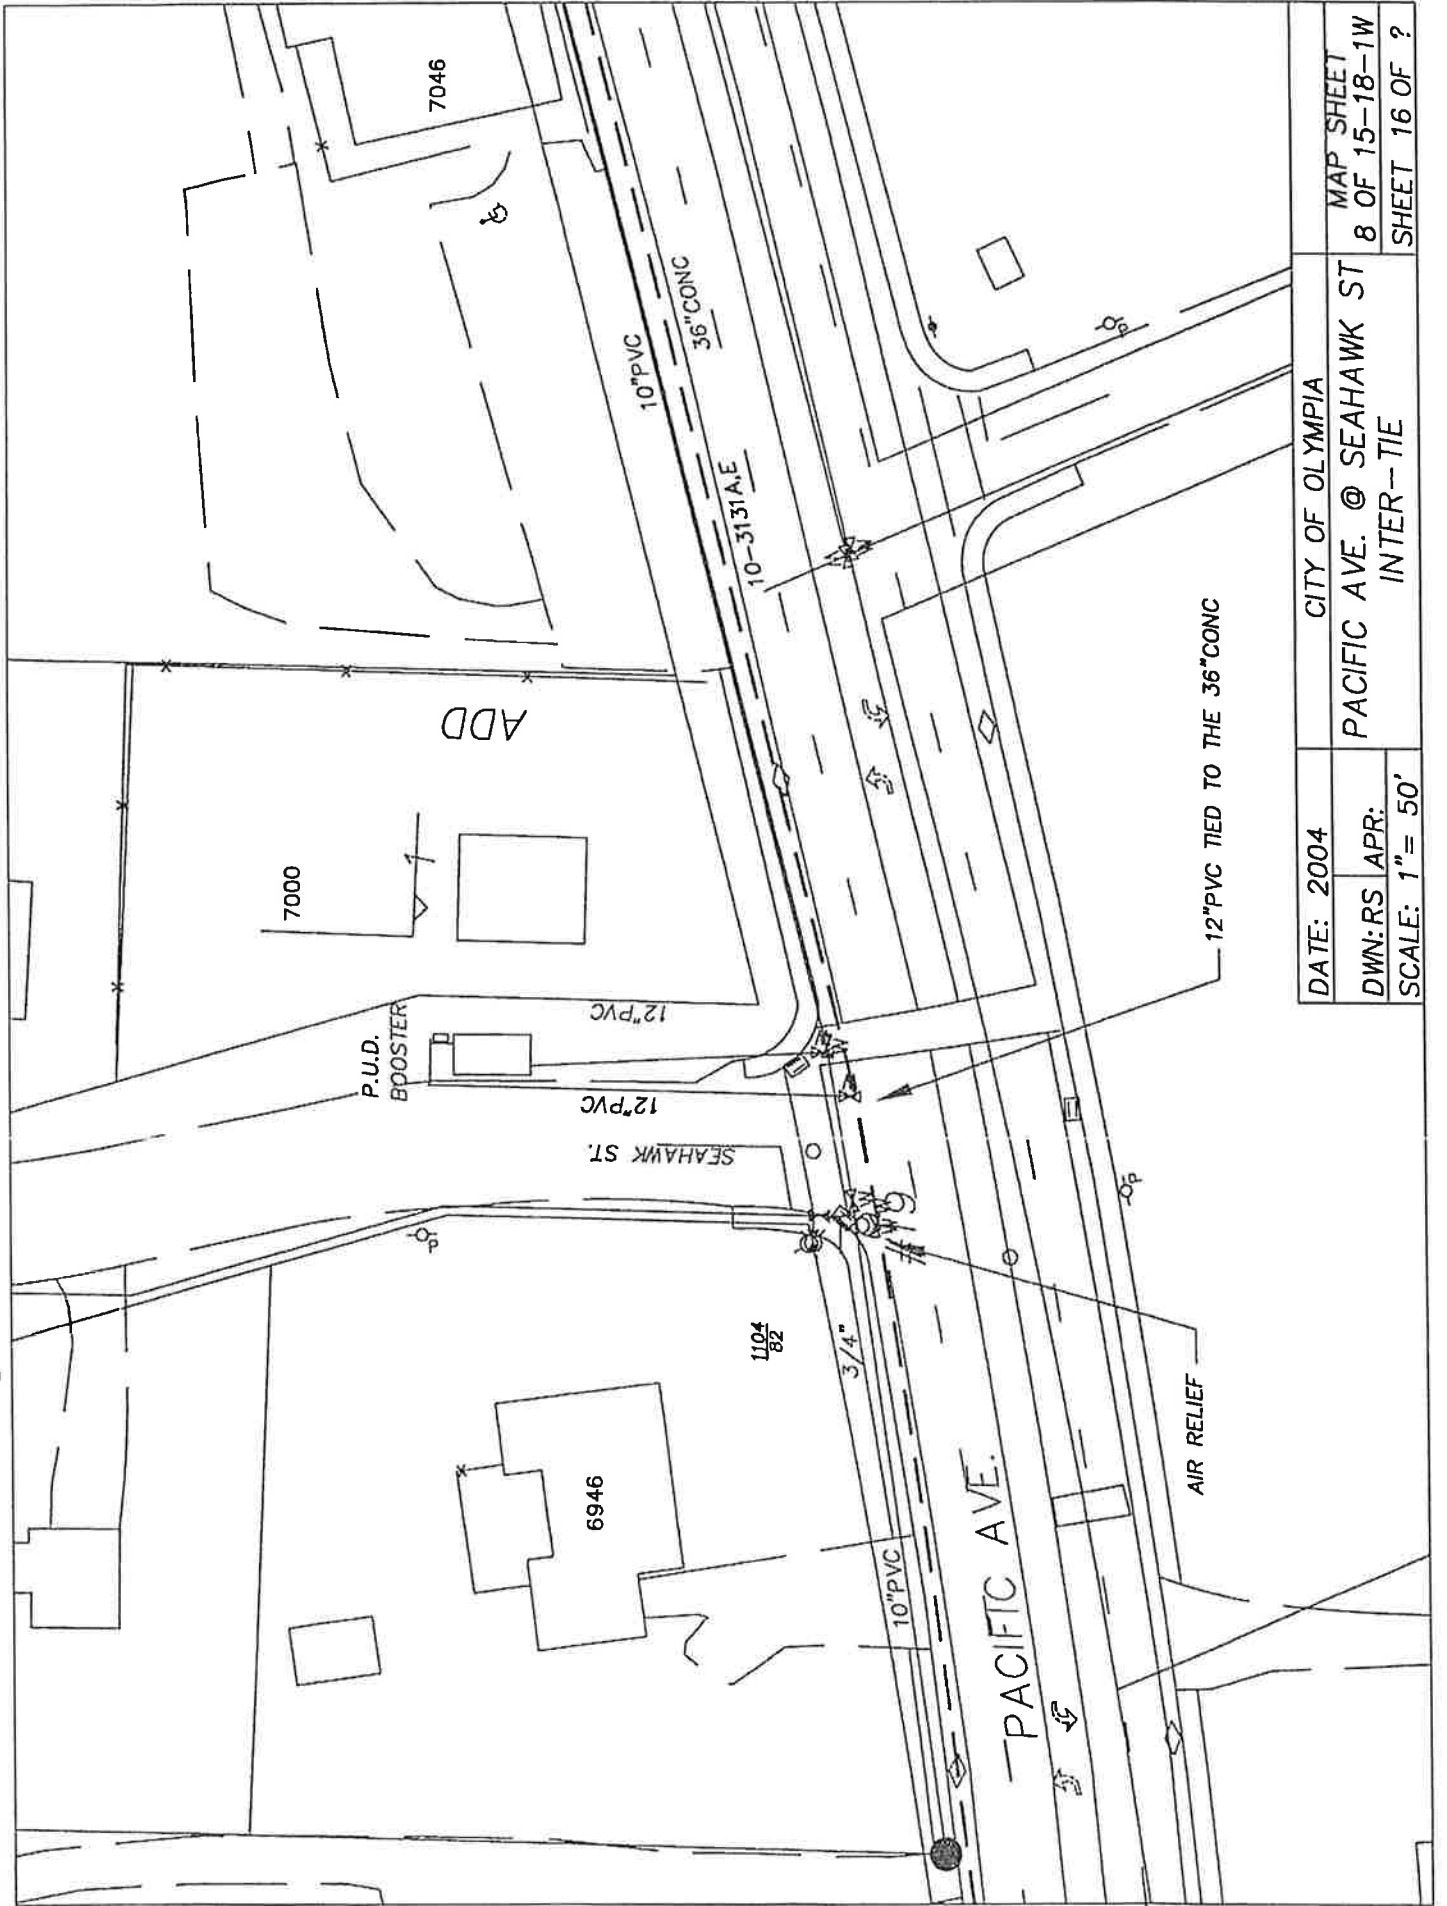 7046
10"PVC
36"CONC
10-3131A,E
ADD
7000
P.U.D.
BOOSTER
12"PVC
12"PVC
SEAHAWK ST.
12"PVC TIED TO THE 36"CONC
1104
82
3/4"
6946
10"PVC
PACIFIC AVE.
AIR RELIEF
P
P
P
W
W
W
DATE: 2004
DWN: RS
APR:
SCALE: 1"= 50'
CITY OF OLYMPIA
PACIFIC AVE. @ SEAHAWK ST
INTER-TIE
MAP SHEET
8 OF 15-18-1W
SHEET 16 OF ?